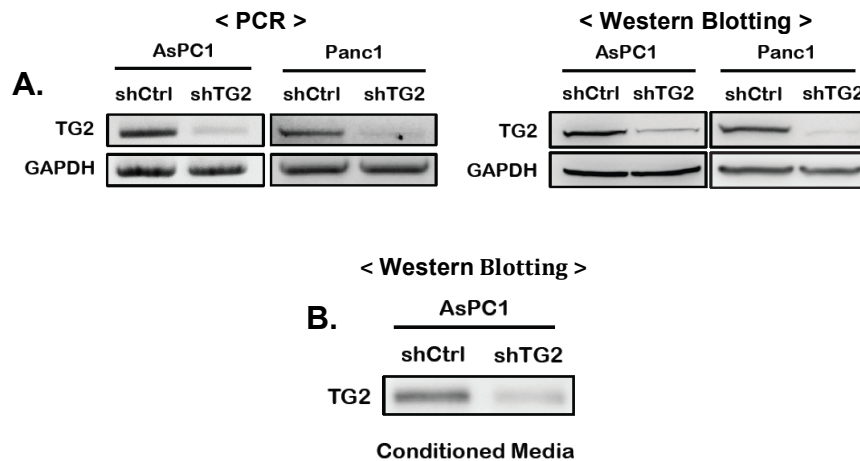 < PCR > < Western Blotting >
AsPC1 Panc1 AsPC1 Panc1
A.
shCtrl shTG2 shCtrl shTG2 shCtrl shTG2 shCtrl shTG2
TG2 TG2
GAPDH GAPDH
< Western Blotting >
B.
AsPC1
shCtrl shTG2
TG2
Conditioned Media